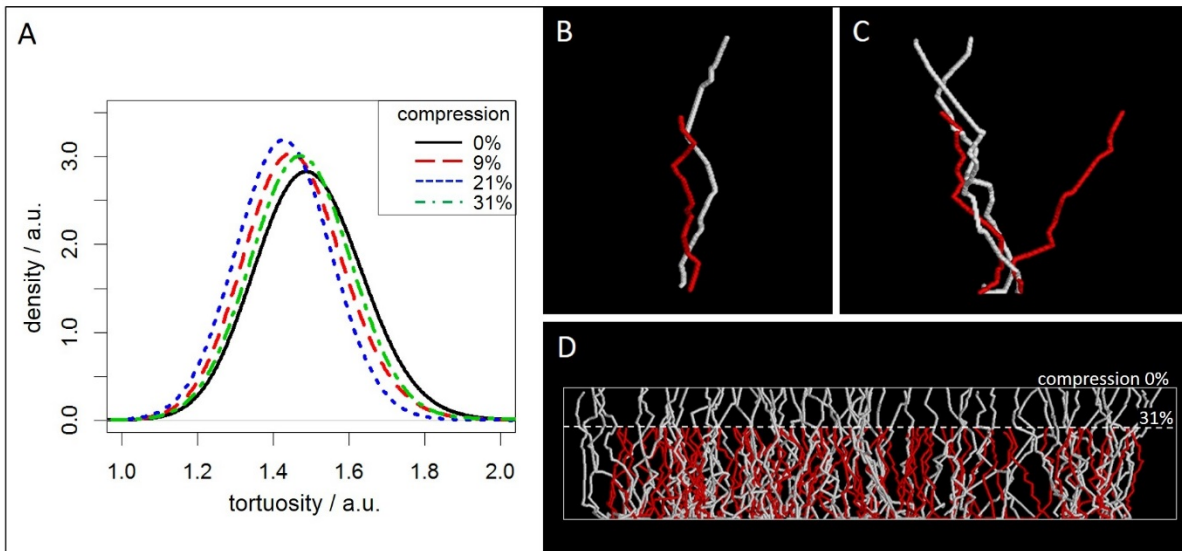 A
compression
0%
9%
21%
31%
density / a.u.
0.0
1.0
2.0
3.0
1.0 1.2 1.4 1.6 1.8 2.0
tortuosity / a.u.
B
C
D
compression 0%
31%